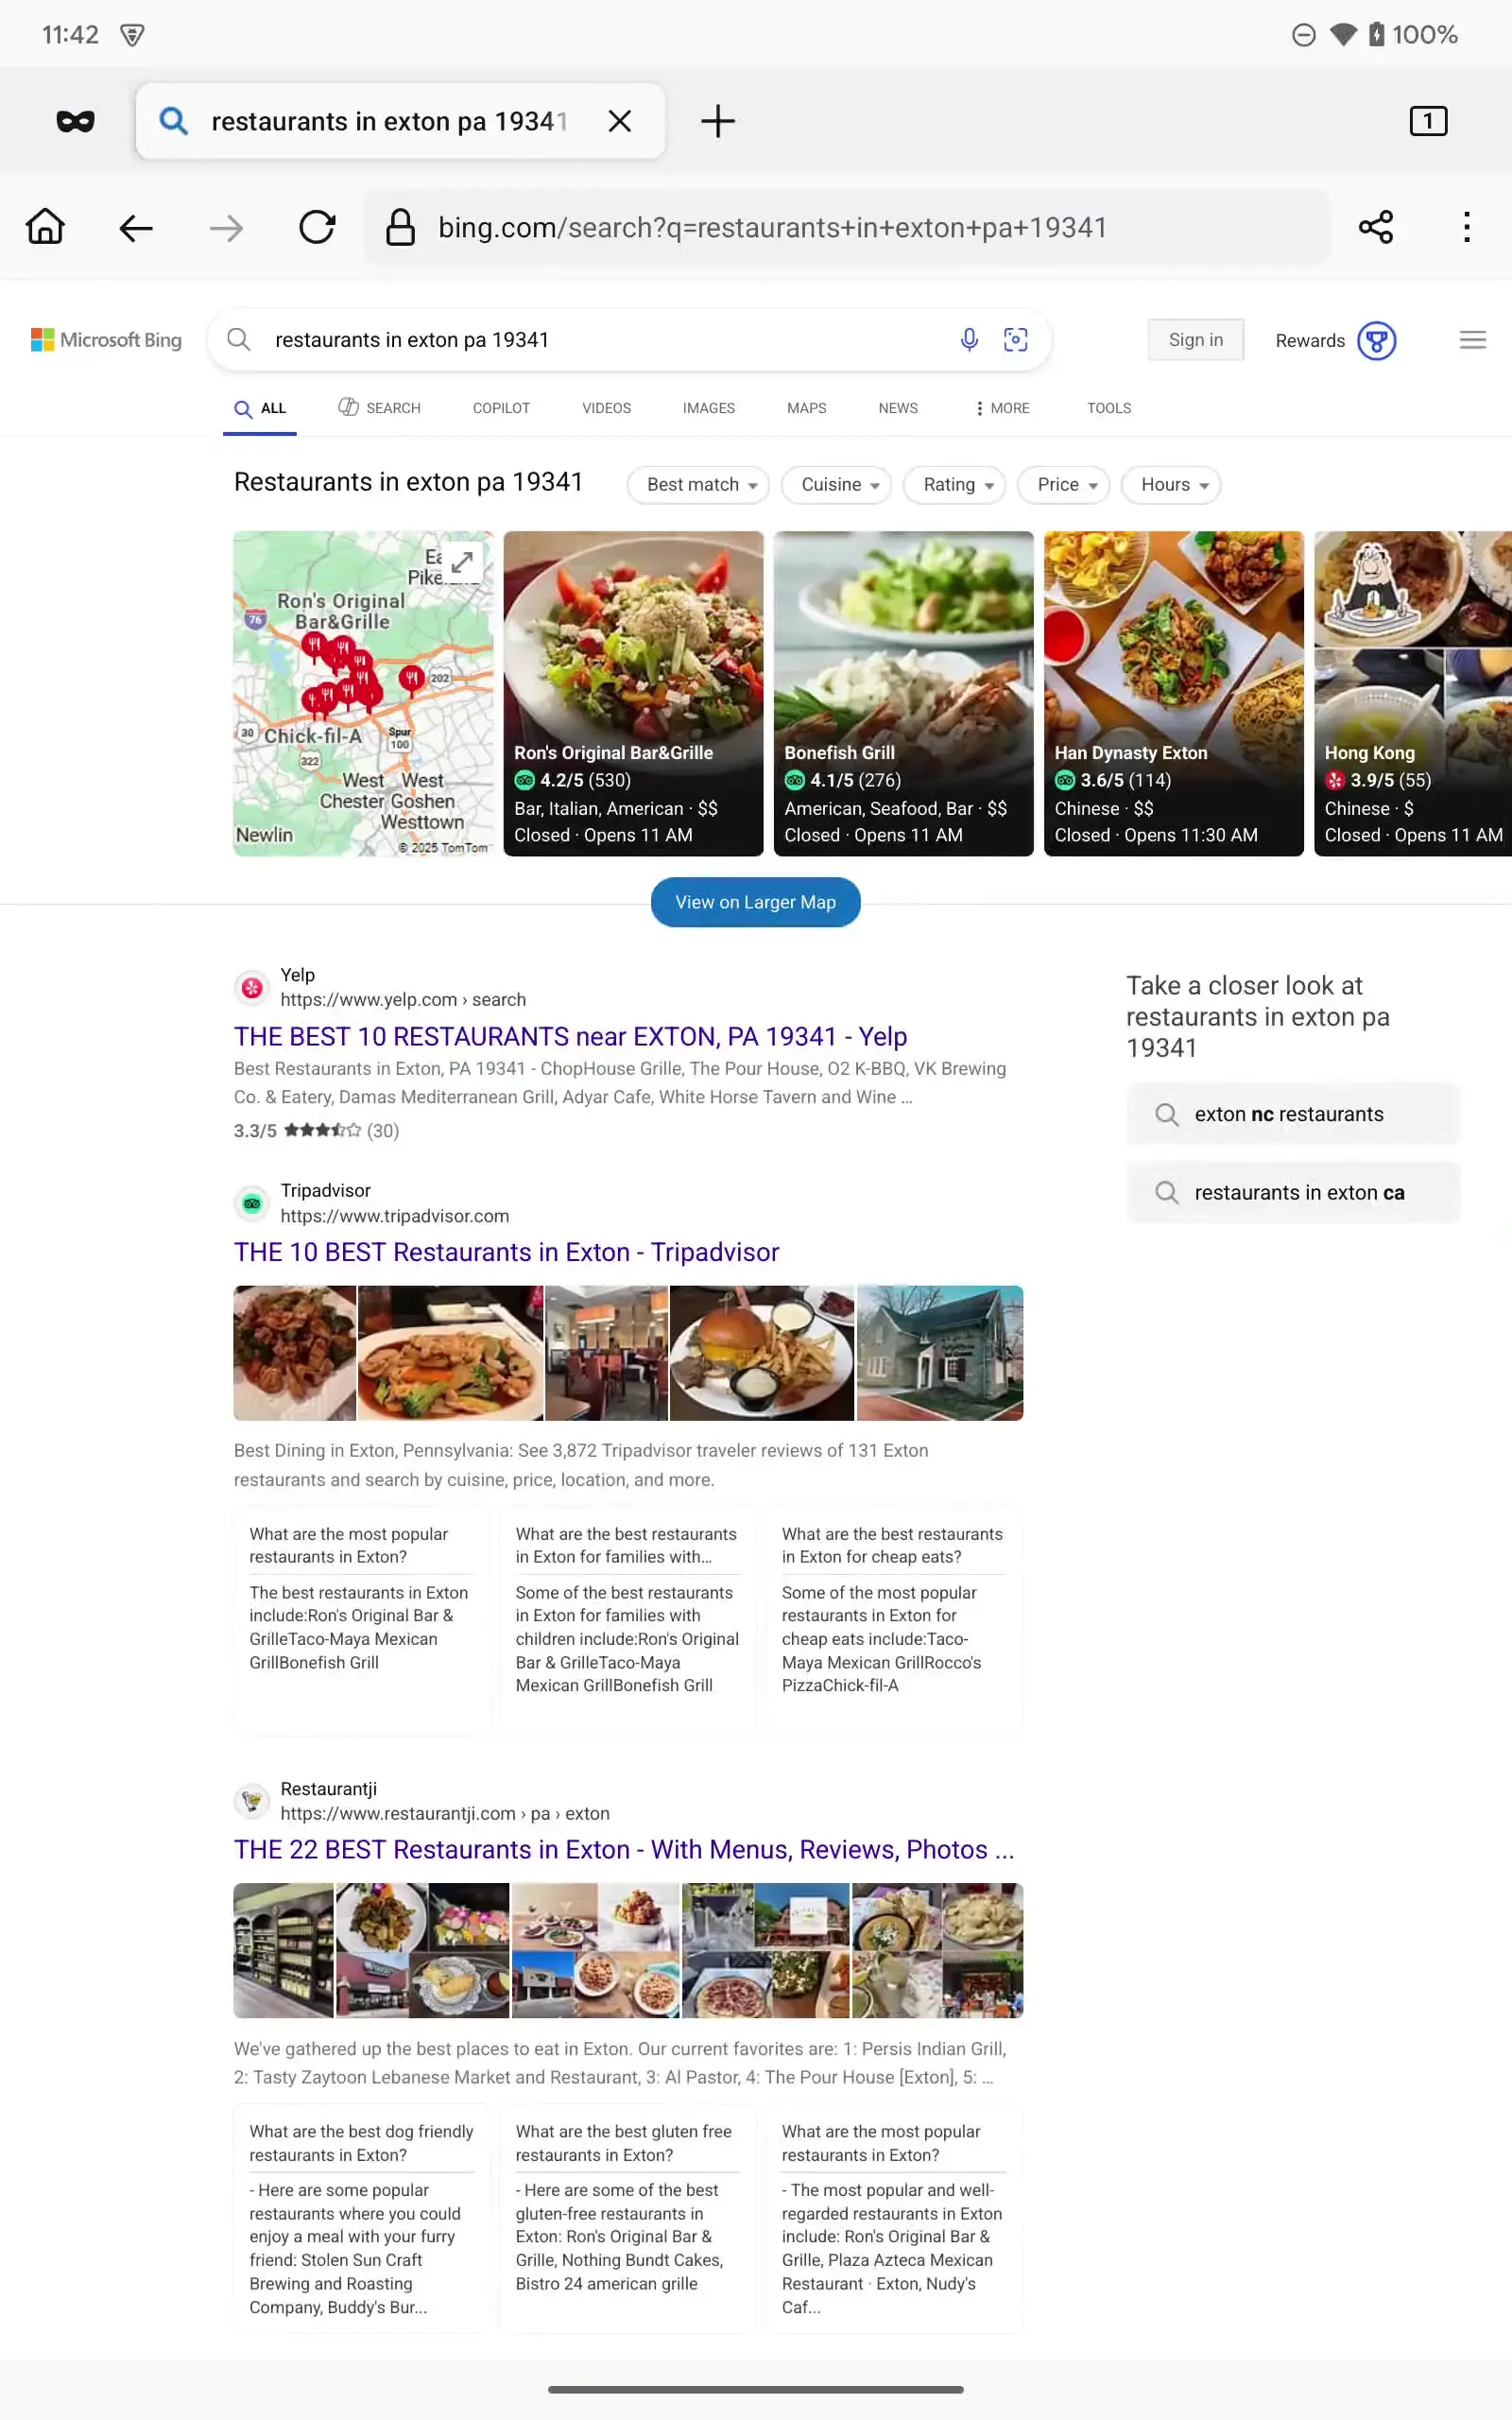 11:42
100%
restaurants in exton pa 19341
1
bing.com/search?q=restaurants+in+exton+pa+19341
Microsoft Bing
restaurants in exton pa 19341
Sign in
Rewards
ALL
SEARCH
COPILOT
VIDEOS
IMAGES
MAPS
NEWS
MORE
TOOLS
Restaurants in exton pa 19341
Best match
Cuisine
Rating
Price
Hours
Ron's Original
Bar&Grille
76
202
30
Chick-fil-A
Spur
100
322
West West
Chester Goshen
Westtown
Newlin
© 2025 TomTom
Ron's Original Bar&Grille
4.2/5 (530)
Bar, Italian, American · $$
Closed · Opens 11 AM
Bonefish Grill
4.1/5 (276)
American, Seafood, Bar · $$
Closed · Opens 11 AM
Han Dynasty Exton
3.6/5 (114)
Chinese · $$
Closed · Opens 11:30 AM
Hong Kong
3.9/5 (55)
Chinese · $
Closed · Opens 11 AM
View on Larger Map
Yelp
https://www.yelp.com › search
THE BEST 10 RESTAURANTS near EXTON, PA 19341 - Yelp
Best Restaurants in Exton, PA 19341 - ChopHouse Grille, The Pour House, O2 K-BBQ, VK Brewing
Co. & Eatery, Damas Mediterranean Grill, Adyar Cafe, White Horse Tavern and Wine ...
3.3/5 (30)
Tripadvisor
https://www.tripadvisor.com
THE 10 BEST Restaurants in Exton - Tripadvisor
Best Dining in Exton, Pennsylvania: See 3,872 Tripadvisor traveler reviews of 131 Exton
restaurants and search by cuisine, price, location, and more.
What are the most popular
restaurants in Exton?
The best restaurants in Exton
include:Ron's Original Bar &
GrilleTaco-Maya Mexican
GrillBonefish Grill
What are the best restaurants
in Exton for families with...
Some of the best restaurants
in Exton for families with
children include:Ron's Original
Bar & GrilleTaco-Maya
Mexican GrillBonefish Grill
What are the best restaurants
in Exton for cheap eats?
Some of the most popular
restaurants in Exton for
cheap eats include:Taco-
Maya Mexican GrillRocco's
PizzaChick-fil-A
Restaurantji
https://www.restaurantji.com › pa › exton
THE 22 BEST Restaurants in Exton - With Menus, Reviews, Photos ...
We've gathered up the best places to eat in Exton. Our current favorites are: 1: Persis Indian Grill,
2: Tasty Zaytoon Lebanese Market and Restaurant, 3: Al Pastor, 4: The Pour House [Exton], 5: ...
What are the best dog friendly
restaurants in Exton?
- Here are some popular
restaurants where you could
enjoy a meal with your furry
friend: Stolen Sun Craft
Brewing and Roasting
Company, Buddy's Bur...
What are the best gluten free
restaurants in Exton?
- Here are some of the best
gluten-free restaurants in
Exton: Ron's Original Bar &
Grille, Nothing Bundt Cakes,
Bistro 24 american grille
What are the most popular
restaurants in Exton?
- The most popular and well-
regarded restaurants in Exton
include: Ron's Original Bar &
Grille, Plaza Azteca Mexican
Restaurant · Exton, Nudy's
Caf...
Take a closer look at
restaurants in exton pa
19341
exton nc restaurants
restaurants in exton ca